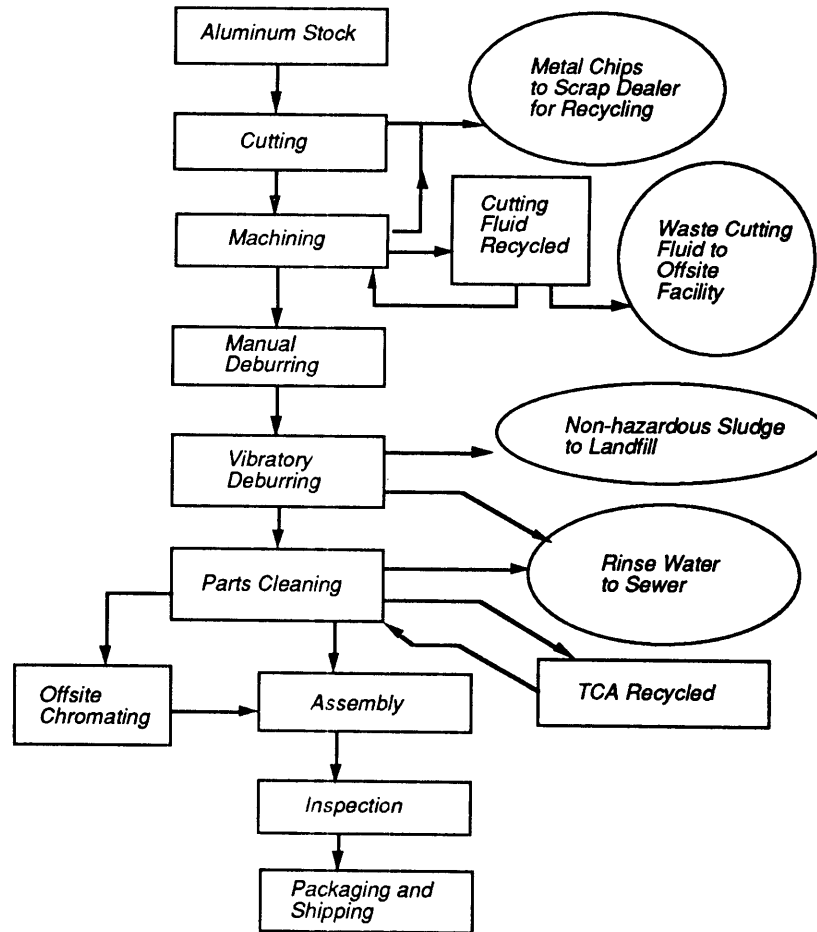 Aluminum Stock
Metal Chips
to Scrap Dealer
for Recycling
Cutting
Cutting
Fluid
Recycled
Machining
Waste Cutting
Fluid to
Offsite
Facility
Manual
Deburring
Non-hazardous Sludge
to Landfill
Vibratory
Deburring
Rinse Water
to Sewer
Parts Cleaning
Offsite
Chromating
Assembly
TCA Recycled
Inspection
Packaging and
Shipping